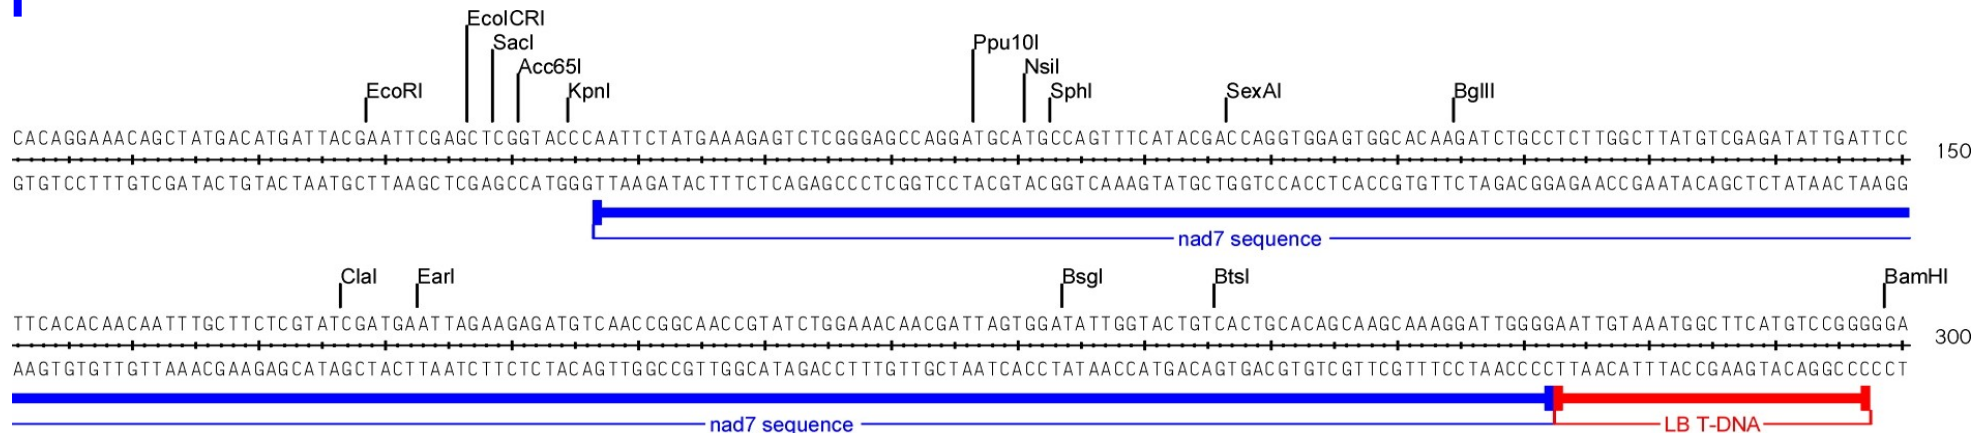 EcoICRI
SacI
Ppu10I
Acc65I
NsiI
EcoRI
KpnI
SphI
SexAI
BglII
CACAGGAAACAGCTATGACATGATTACGAATTCGAGCTCGGTACCCAATTCTATGAAAGAGTCTCGGGAGCCAGGATGCATGCCAGTTTCATACGACCAGGTGGAGTGGCACAAGATCTGCCTCTTGGCTTATGTCGAGATATTGATTCC
150
GTGTCCTTTGTCGATACTGTACTAATGCTTAAGCTCGAGCCATGGGTTAAGATACTTTCTCAGAGCCCTCGGTCCTACGTACGGTCAAAGTATGCTGGTCCACCTCACCGTGTTCTAGACGGAGAACCGAATACAGCTCTATAACTAAGG
nad7 sequence
ClaI
EarI
BsgI
BtsI
BamHI
TTCACACAACAATTTGCTTCTCGTATCGATGAATTAGAAGAGATGTCAACCGGCAACCGTATCTGGAAACAACGATTAGTGGATATTGGTACTGTCACTGCACAGCAAGCAAAGGATTGGGGAATTGTAAATGGCTTCATGTCCGGGGGA
300
AAGTGTGTTGTTAAACGAAGAGCATAGCTACTTAATCTTCTCTACAGTTGGCCGTTGGCATAGACCTTTGTTGCTAATCACCTATAACCATGACAGTGACGTGTCGTTCGTTTCCTAACCCCTTAACATTTACCGAAGTACAGGCCCCCT
nad7 sequence
LB T-DNA